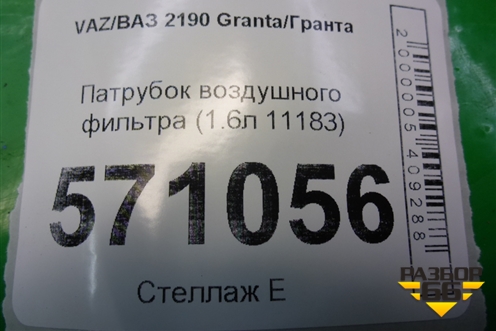 VAZ/ВАЗ 2190 Granta/Гранта
Патрубок воздушного
фильтра (1.6л 11183)
571056
Стеллаж Е
2000005409288
РАЗБОР
66